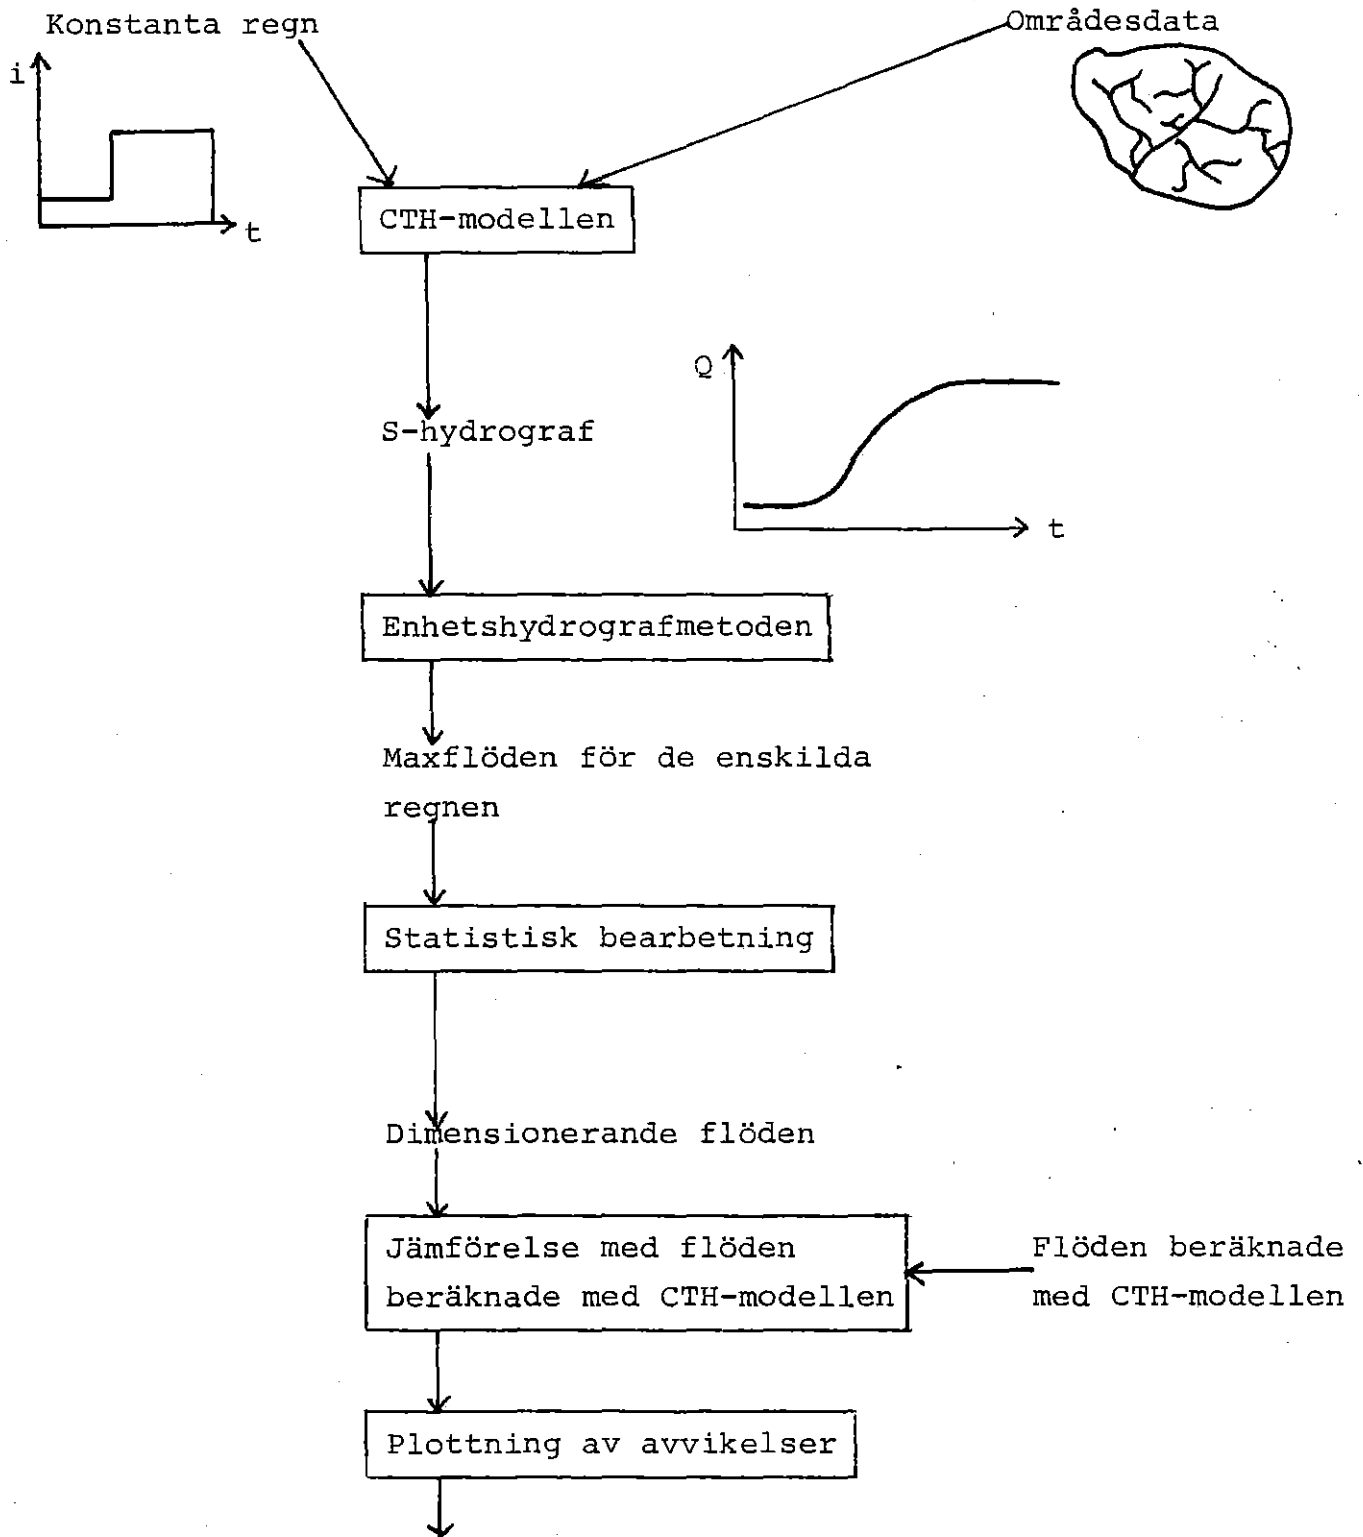 Konstanta regn
Områdesdata
i
t
CTH-modellen
Q
S-hydrograf
t
Enhetshydrografmetoden
Maxflöden för de enskilda
regnen
Statistisk bearbetning
Dimensionerande flöden
Jämförelse med flöden
beräknade med CTH-modellen
Flöden beräknade
med CTH-modellen
Plottning av avvikelser